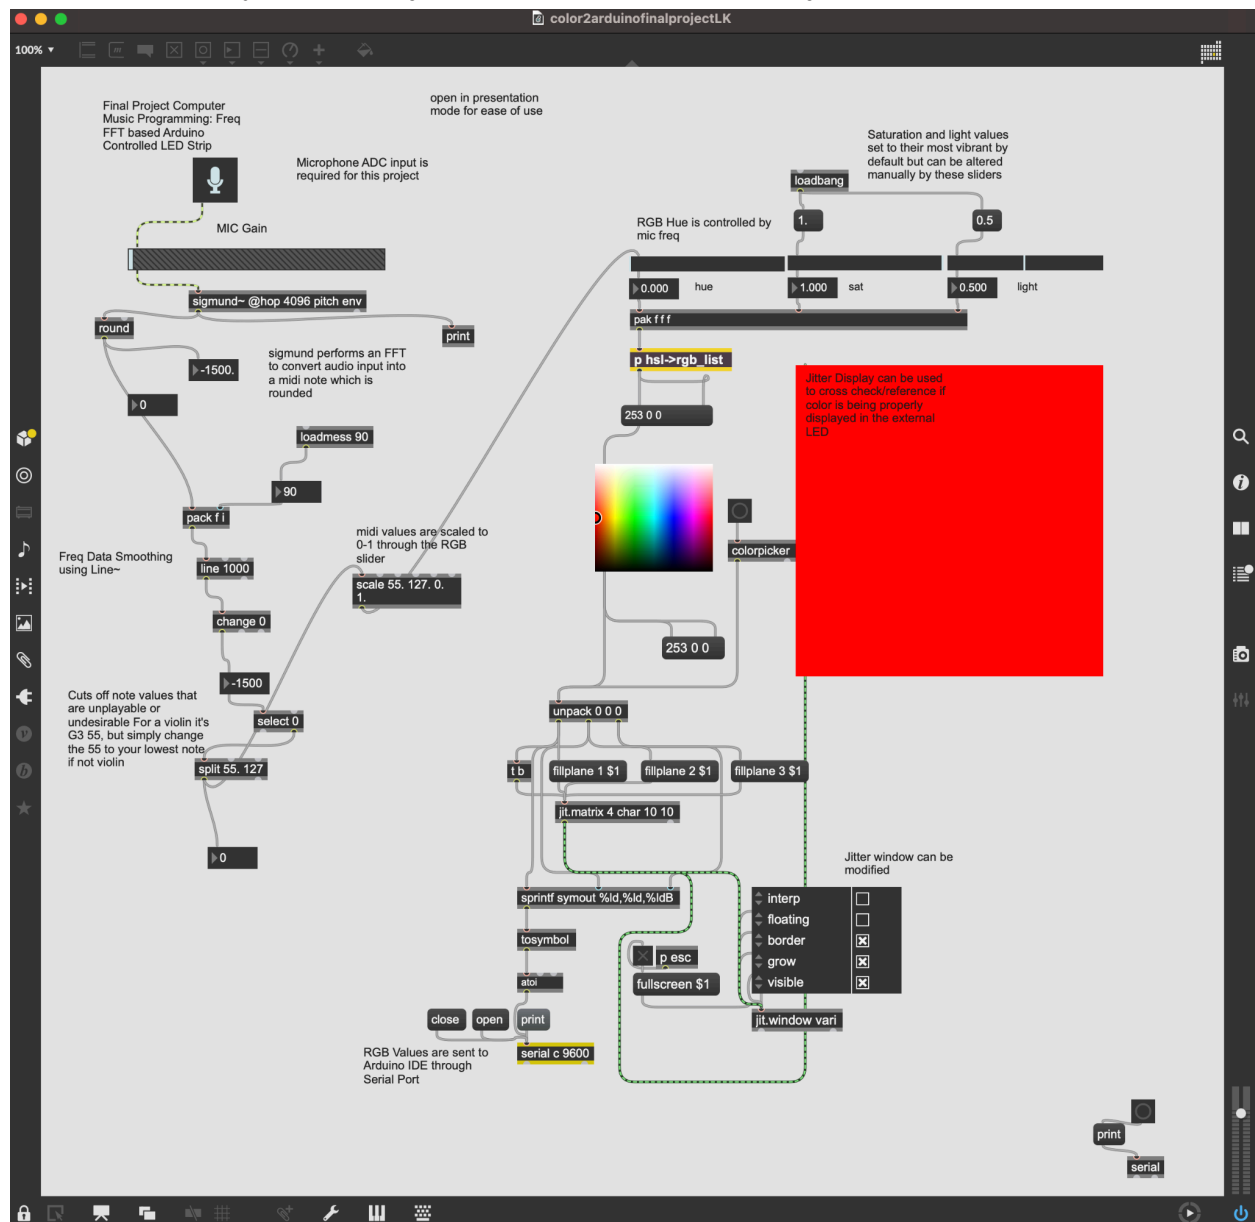 color2arduinofinalprojectLK
100%
Final Project Computer
Music Programming: Freq
FFT based Arduino
Controlled LED Strip
open in presentation
mode for ease of use
Microphone ADC input is
required for this project
Saturation and light values
set to their most vibrant by
default but can be altered
manually by these sliders
loadbang
MIC Gain
RGB Hue is controlled by
mic freq
1.
0.5
sigmund~ @hop 4096 pitch env
0.000
hue
1.000
sat
0.500
light
round
print
pak f f f
-1500.
sigmund performs an FFT
to convert audio input into
a midi note which is
rounded
p hsl->rgb_list
Jitter Display can be used
to cross check/reference if
color is being properly
displayed in the external
LED
0
253 0 0
loadmess 90
90
pack f i
midi values are scaled to
0-1 through the RGB
slider
colorpicker
Freq Data Smoothing
using Line~
line 1000
scale 55. 127. 0.
1.
change 0
253 0 0
-1500
Cuts off note values that
are unplayable or
undesirable For a violin it's
G3 55, but simply change
the 55 to your lowest note
if not violin
select 0
unpack 0 0 0
split 55. 127
t b
fillplane 1 $1
fillplane 2 $1
fillplane 3 $1
jit.matrix 4 char 10 10
0
Jitter window can be
modified
sprintf symout %ld,%ld,%ldB
interp
floating
border
grow
visible
tosymbol
p esc
atoi
fullscreen $1
close
open
print
jit.window vari
RGB Values are sent to
Arduino IDE through
Serial Port
serial c 9600
print
serial